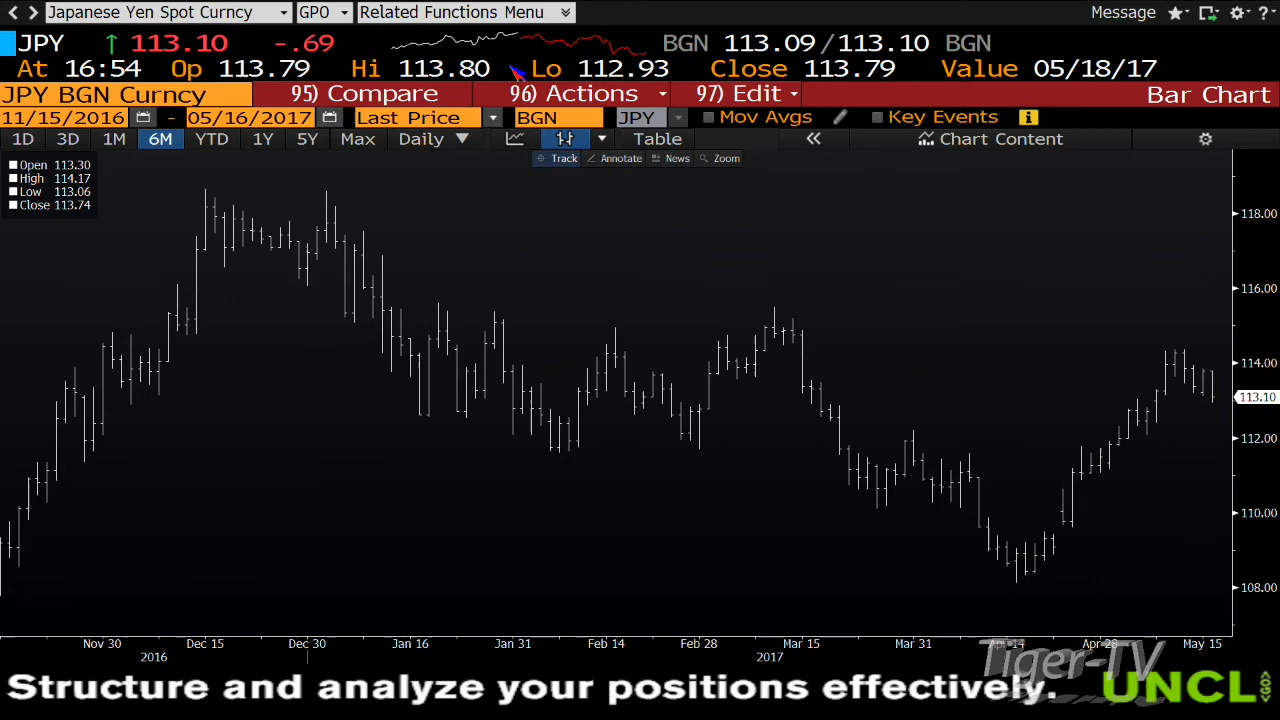 Japanese Yen Spot Curncy GPO Related Functions Menu Message ?
JPY 113.10 -.69 BGN 113.09/113.10 BGN
At 16:54 Op 113.79 Hi 113.80 Lo 112.93 Close 113.79 Value 05/18/17
JPY BGN Curncy 95) Compare 96) Actions 97) Edit Bar Chart
11/15/2016 - 05/16/2017 Last Price BGN JPY Mov Avgs Key Events i
1D 3D 1M 6M YTD 1Y 5Y Max Daily Table « Chart Content
Track Annotate News Zoom
Open 113.30
High 114.17
Low 113.06
Close 113.74
118.00
116.00
114.00
113.10
112.00
110.00
108.00
Nov 30 Dec 15 Dec 30 Jan 16 Jan 31 Feb 14 Feb 28 Mar 15 Mar 31 Apr 14 Apr 28 May 15
2016 2017
Tiger-TV
Structure and analyze your positions effectively. UNCL